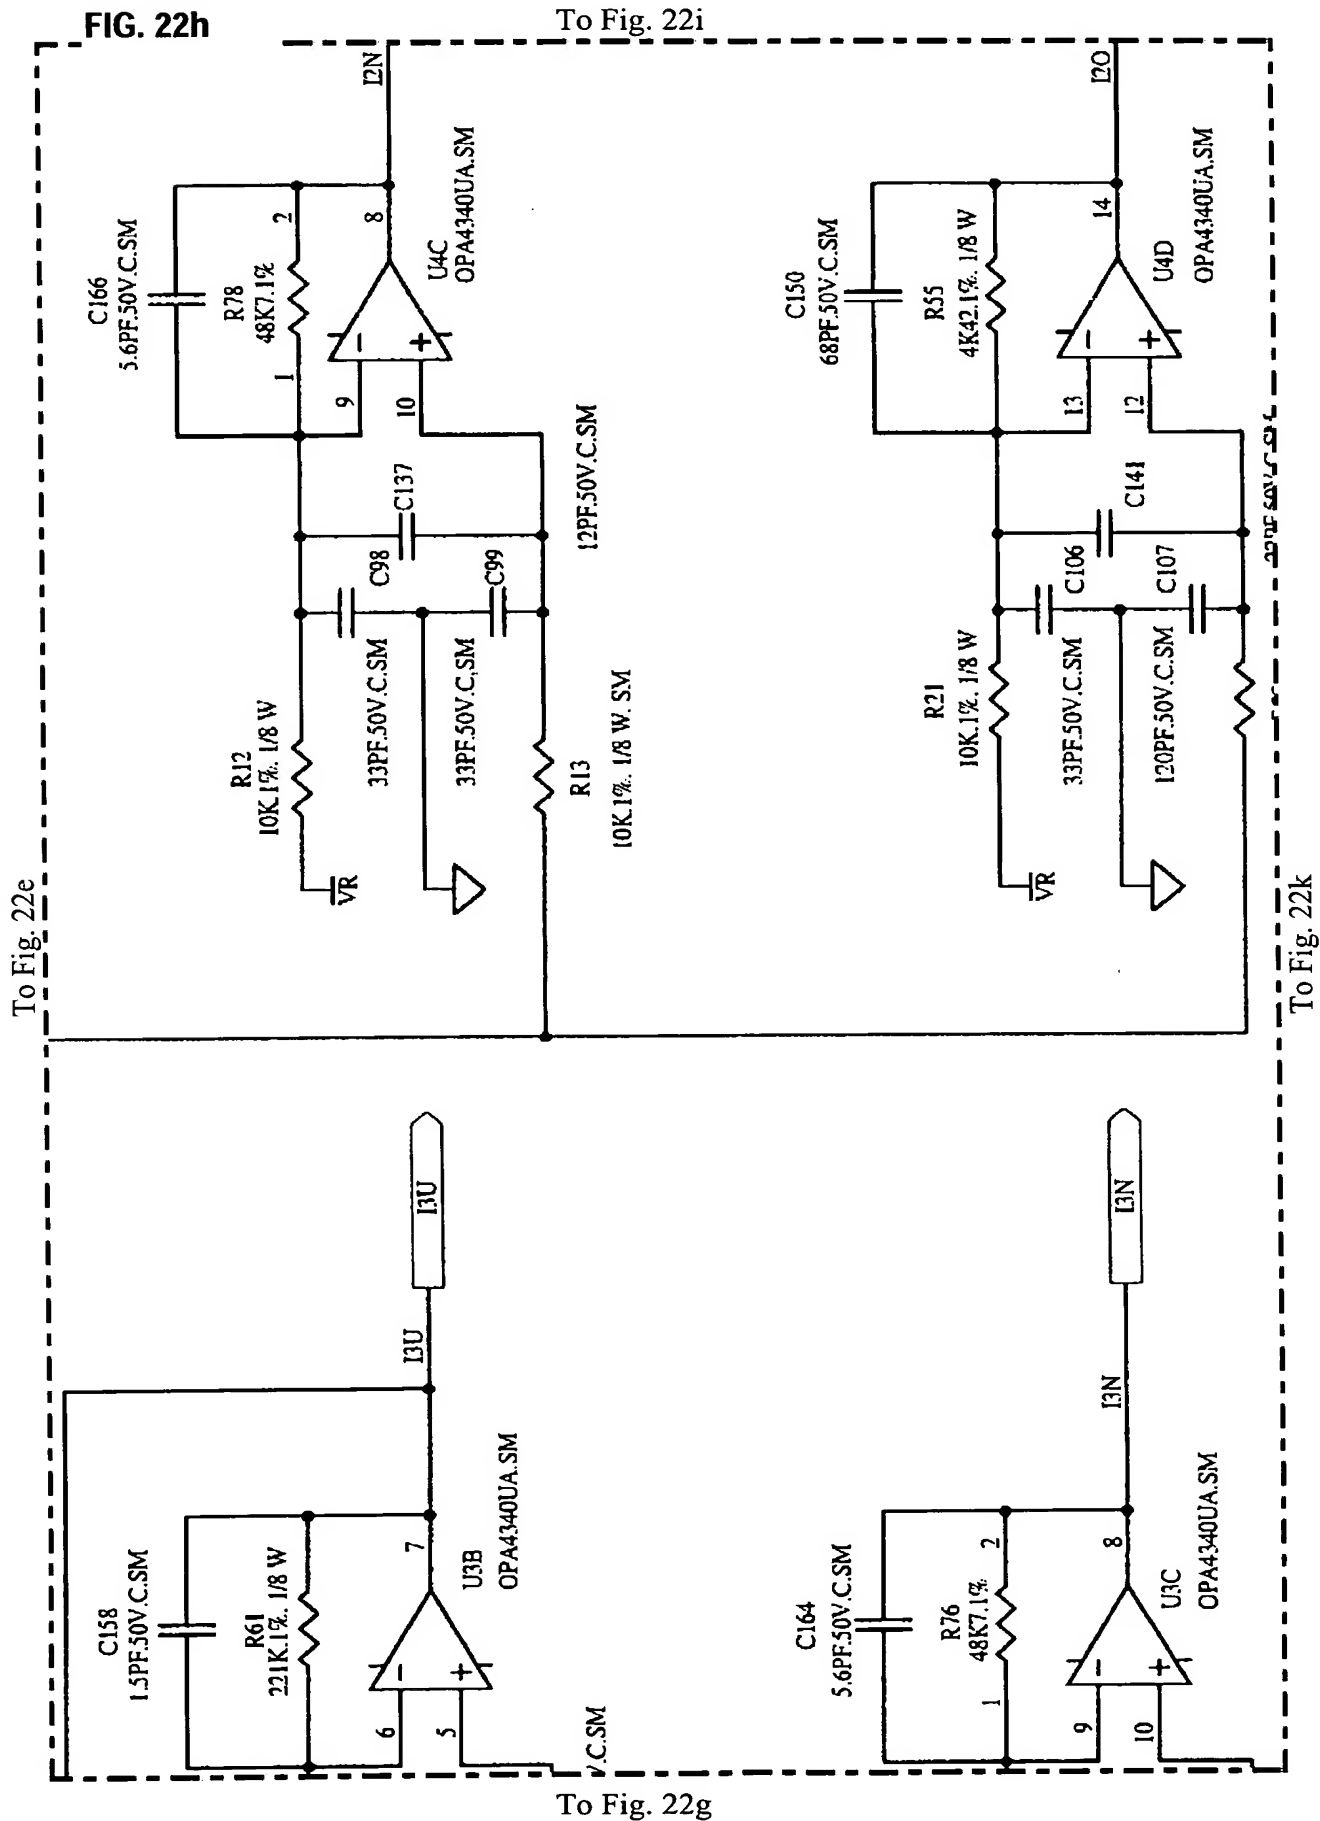 FIG. 22h
To Fig. 22i
To Fig. 22e
To Fig. 22k
To Fig. 22g
C166
5.6PF.50V.C.SM
R78
48K7.1%
1
2
9
10
8
U4C
OPA4340UA.SM
I2N
C137
12PF.50V.C.SM
C98
33PF.50V.C.SM
C99
33PF.50V.C,SM
R12
10K.1%. 1/8 W
R13
10K.1%. 1/8 W. SM
VR
C150
68PF.50V.C.SM
R55
4K42.1%. 1/8 W
13
12
14
U4D
OPA4340UA.SM
I2O
C141
C106
33PF.50V.C.SM
C107
120PF.50V.C.SM
R21
10K.1%. 1/8 W
VR
C158
1.5PF.50V.C.SM
R61
221K.1%. 1/8 W
6
5
7
U3B
OPA4340UA.SM
I3U
I3U
V.C.SM
C164
5.6PF.50V.C.SM
R76
48K7.1%
1
2
9
10
8
U3C
OPA4340UA.SM
I3N
I3N